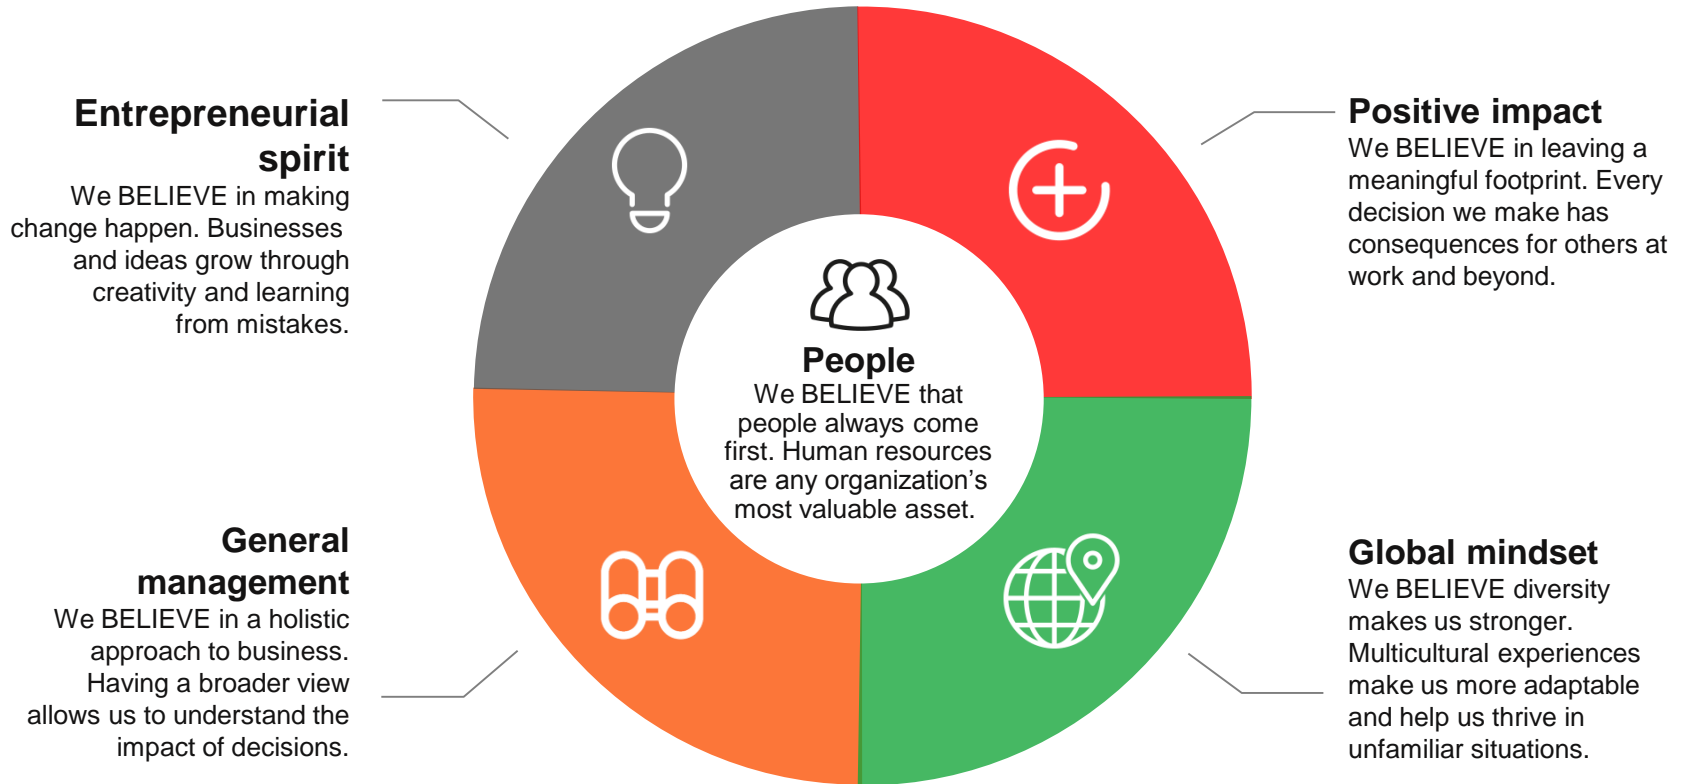 Entrepreneurial
spirit
We BELIEVE in making
change happen. Businesses
and ideas grow through
creativity and learning
from mistakes.
Positive impact
We BELIEVE in leaving a
meaningful footprint. Every
decision we make has
consequences for others at
work and beyond.
People
We BELIEVE that
people always come
first. Human resources
are any organization’s
most valuable asset.
General
management
We BELIEVE in a holistic
approach to business.
Having a broader view
allows us to understand the
impact of decisions.
Global mindset
We BELIEVE diversity
makes us stronger.
Multicultural experiences
make us more adaptable
and help us thrive in
unfamiliar situations.